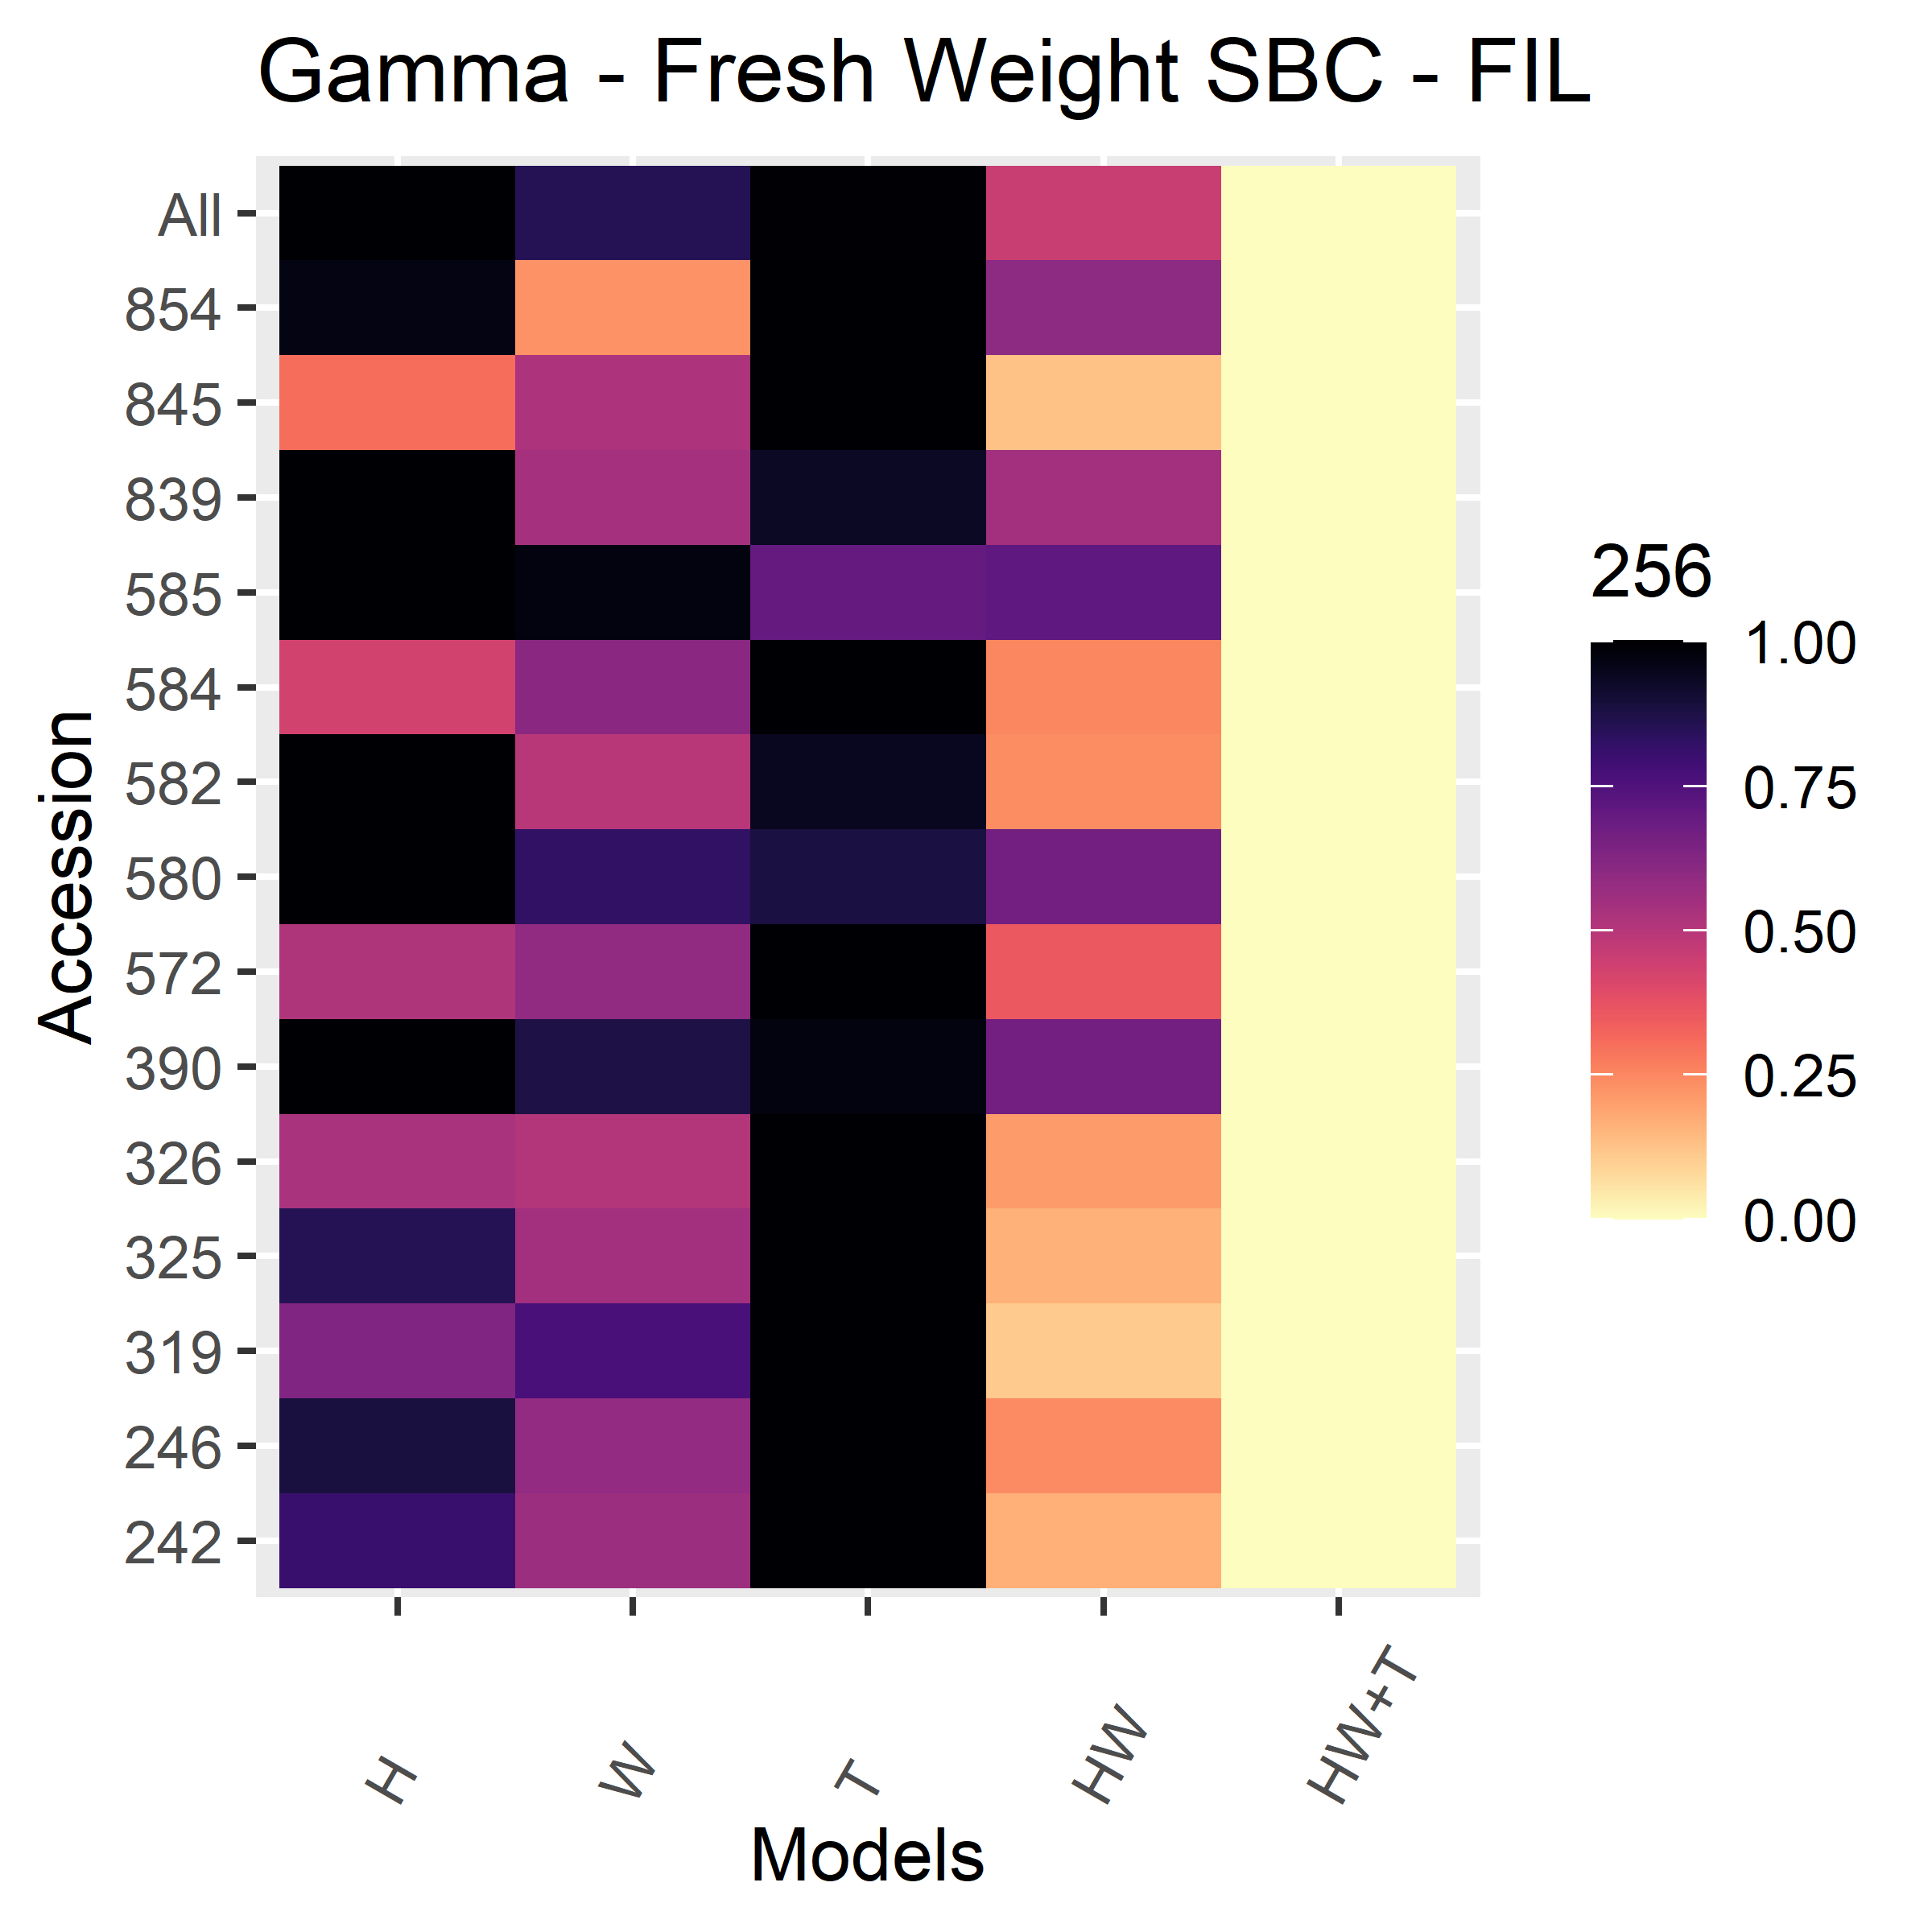 Gamma - Fresh Weight SBC - FIL
All
854
845
839
585
584
582
580
572
390
326
325
319
246
242
Accession
H
W
T
HW
HW+T
Models
256
1.00
0.75
0.50
0.25
0.00